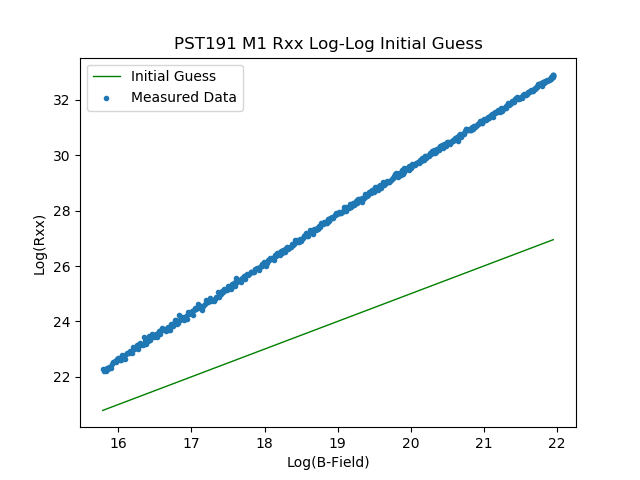 PST191 M1 Rxx Log-Log Initial Guess
Initial Guess
Measured Data
Log(Rxx)
32
30
28
26
24
22
16 17 18 19 20 21 22
Log(B-Field)